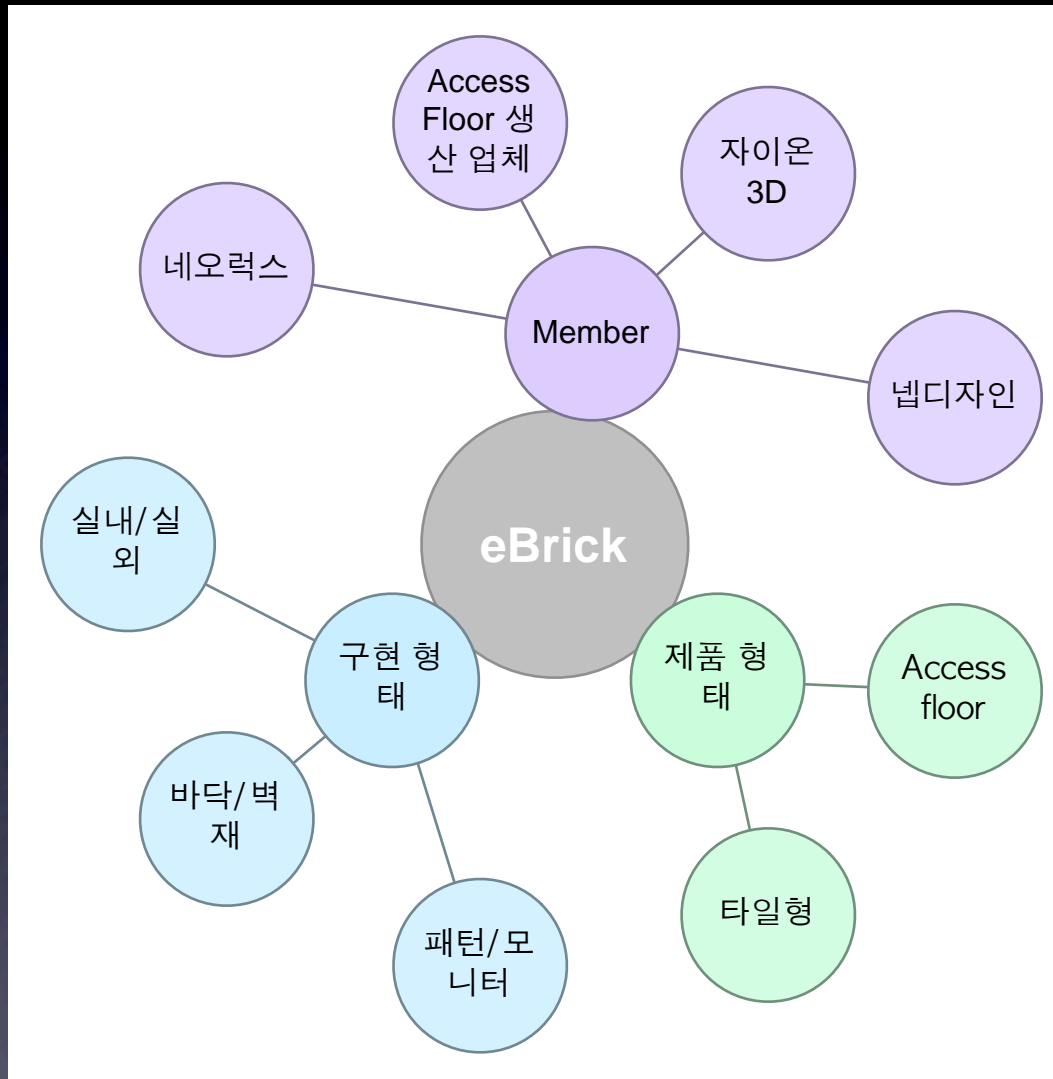 Access
Floor 생
산 업체
자이온
3D
네오럭스
Member
넵디자인
eBrick
실내/실
외
구현 형
태
제품 형
태
Access
floor
바닥/벽
재
타일형
패턴/모
니터